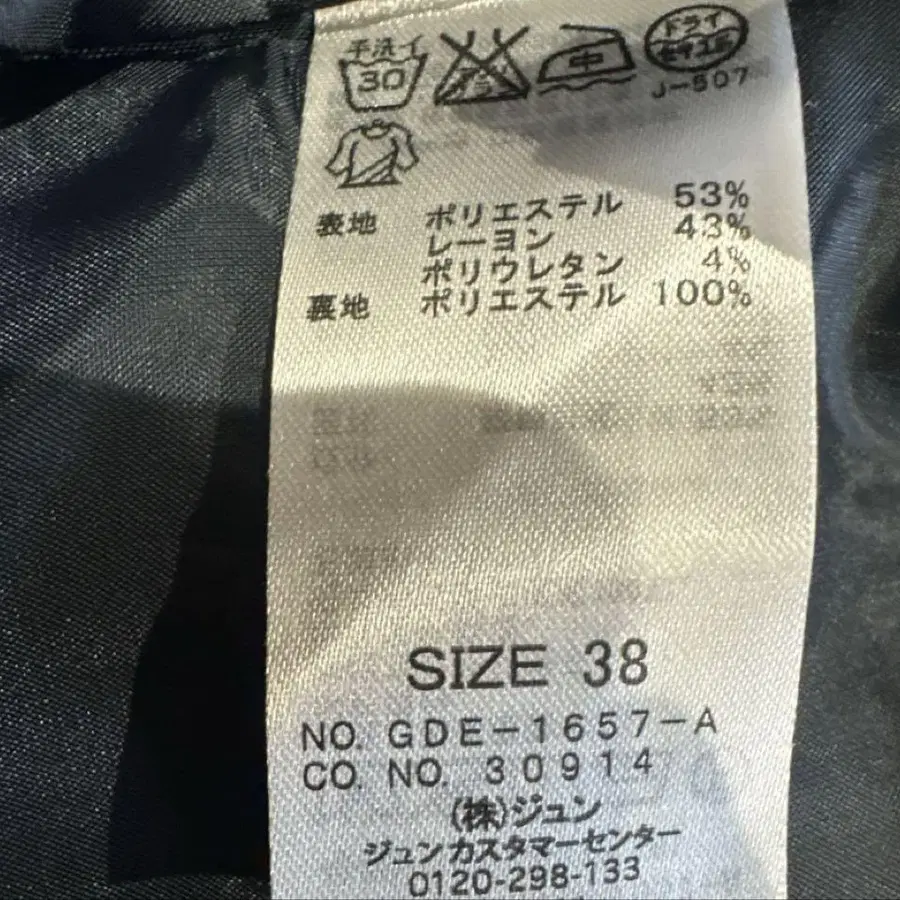 手洗イ
30
中
ドライ
セキユ系
J-507
表地 ポリエステル 53%
レーヨン 43%
ポリウレタン 4%
裏地 ポリエステル 100%
SIZE 38
NO. GDE-1657-A
CO. NO. 30914
(株)ジュン
ジュンカスタマーセンター
0120-298-133